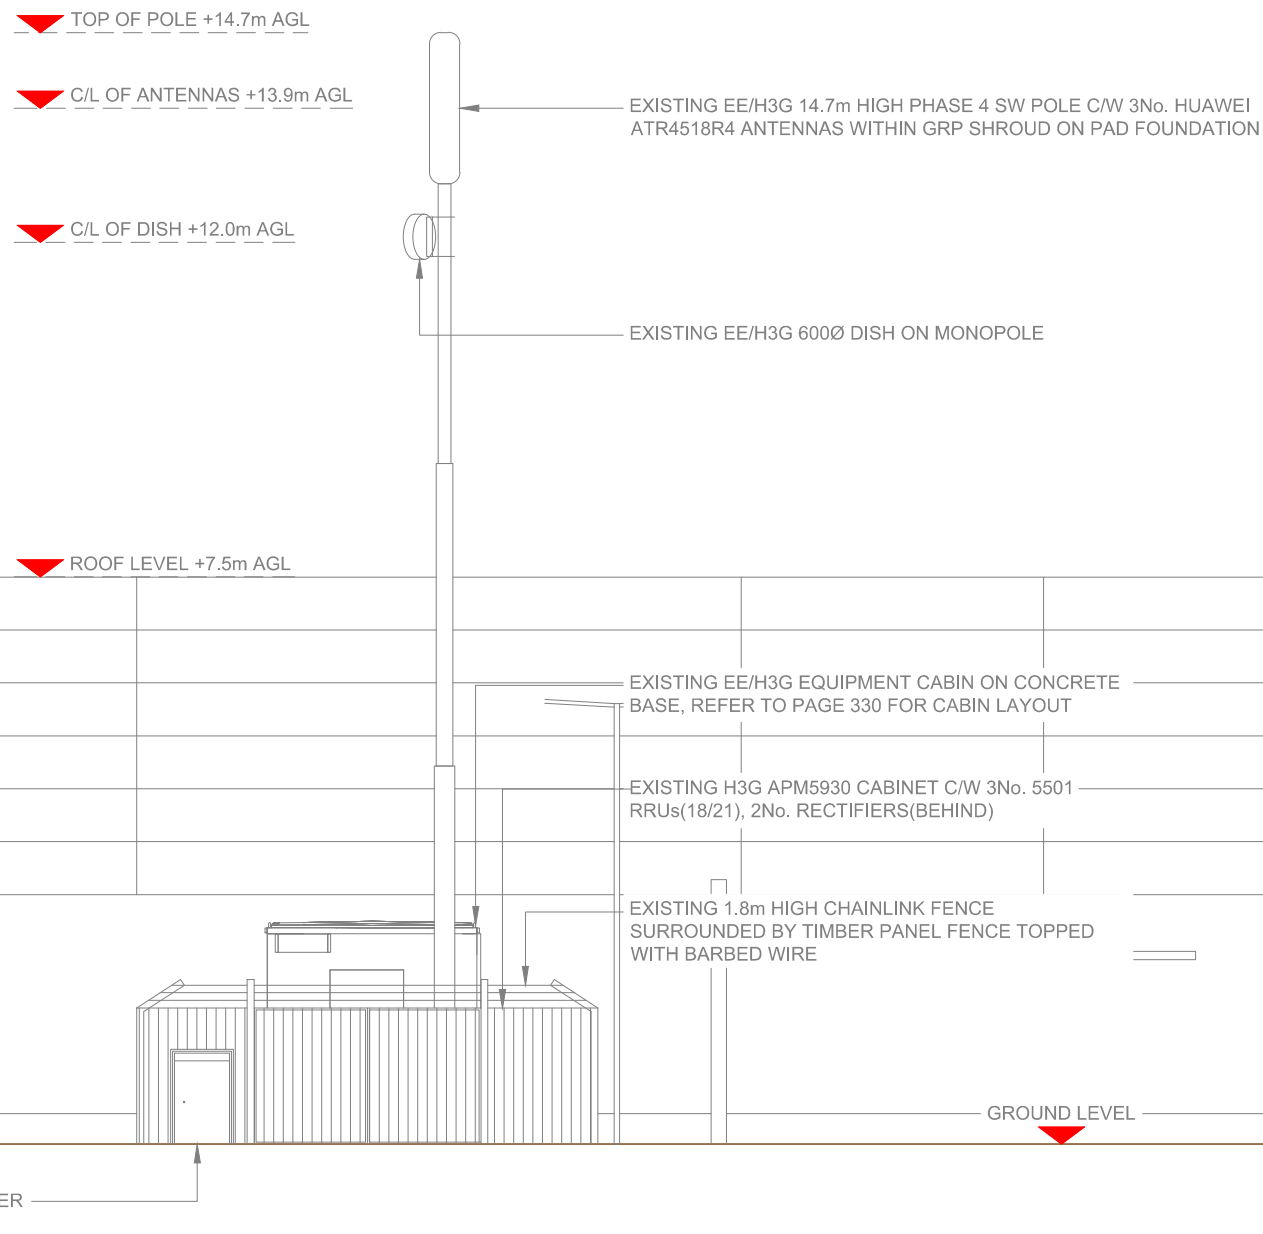 TOP OF POLE +14.7m AGL
C/L OF ANTENNAS +13.9m AGL
EXISTING EE/H3G 14.7m HIGH PHASE 4 SW POLE C/W 3No. HUAWEI
ATR4518R4 ANTENNAS WITHIN GRP SHROUD ON PAD FOUNDATION
C/L OF DISH +12.0m AGL
EXISTING EE/H3G 600Ø DISH ON MONOPOLE
ROOF LEVEL +7.5m AGL
EXISTING EE/H3G EQUIPMENT CABIN ON CONCRETE
BASE, REFER TO PAGE 330 FOR CABIN LAYOUT
EXISTING H3G APM5930 CABINET C/W 3No. 5501
RRUs(18/21), 2No. RECTIFIERS(BEHIND)
EXISTING 1.8m HIGH CHAINLINK FENCE
SURROUNDED BY TIMBER PANEL FENCE TOPPED
WITH BARBED WIRE
GROUND LEVEL
ER